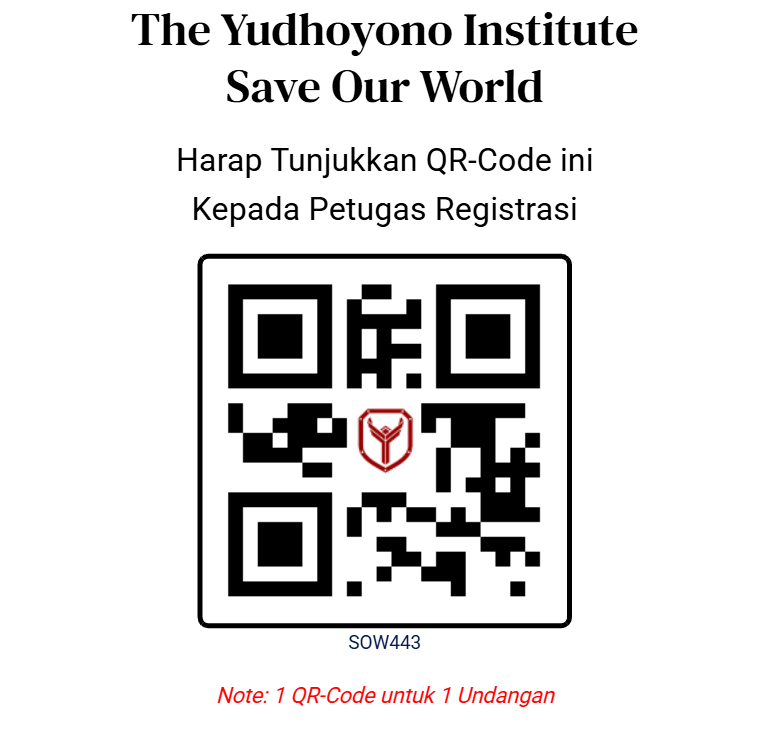 The Yudhoyono Institute
Save Our World
Harap Tunjukkan QR-Code ini
Kepada Petugas Registrasi
SOW443
Note: 1 QR-Code untuk 1 Undangan